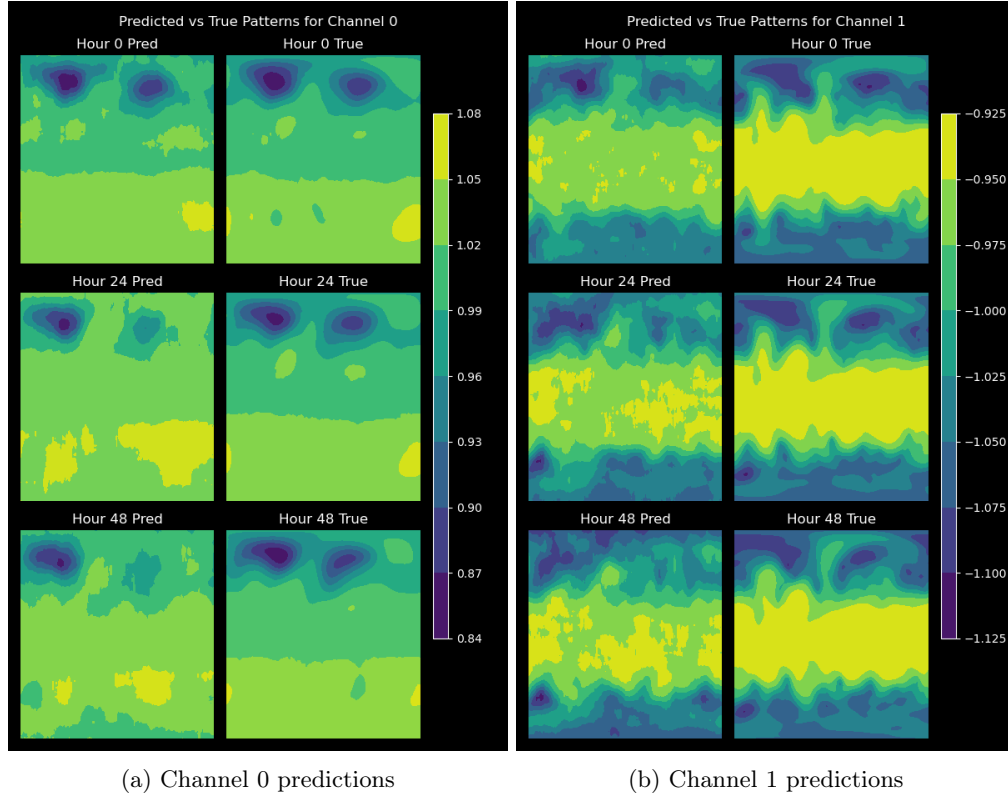 Predicted vs True Patterns for Channel 0
Hour 0 Pred
Hour 0 True
Hour 24 Pred
Hour 24 True
Hour 48 Pred
Hour 48 True
1.08
1.05
1.02
0.99
0.96
0.93
0.90
0.87
0.84
(a) Channel 0 predictions
Predicted vs True Patterns for Channel 1
Hour 0 Pred
Hour 0 True
Hour 24 Pred
Hour 24 True
Hour 48 Pred
Hour 48 True
−0.925
−0.950
−0.975
−1.000
−1.025
−1.050
−1.075
−1.100
−1.125
(b) Channel 1 predictions